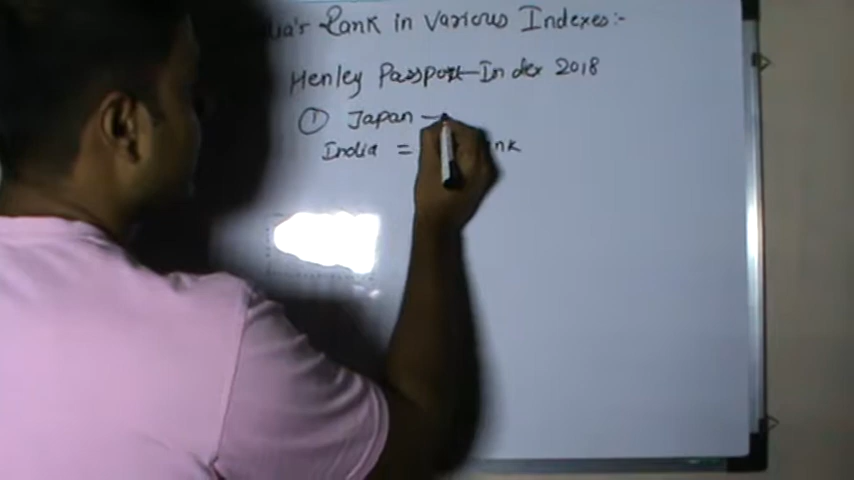 Rank in Various Indexes:-
Henley Passport Index 2018
① Japan —
India =